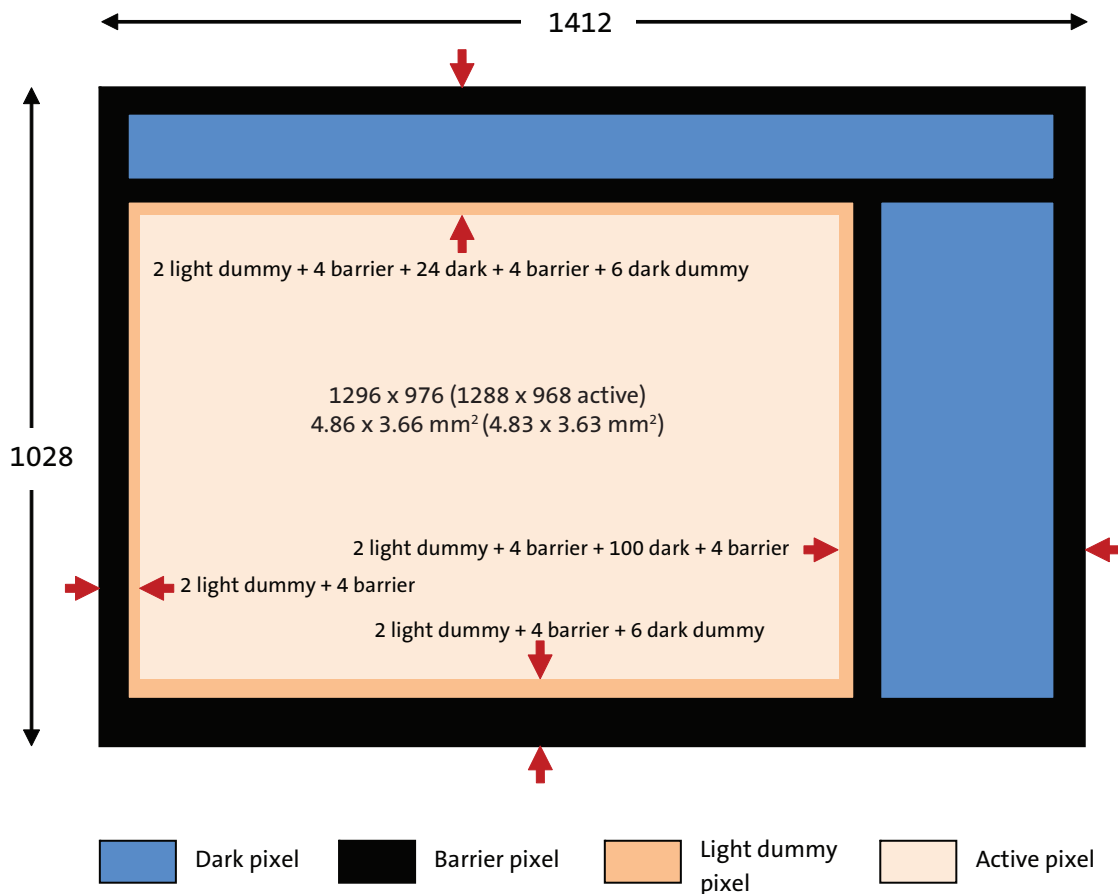 1412
2 light dummy + 4 barrier + 24 dark + 4 barrier + 6 dark dummy
1296 x 976 (1288 x 968 active)
4.86 x 3.66 mm² (4.83 x 3.63 mm²)
1028
2 light dummy + 4 barrier + 100 dark + 4 barrier
2 light dummy + 4 barrier
2 light dummy + 4 barrier + 6 dark dummy
Dark pixel
Barrier pixel
Light dummy
pixel
Active pixel